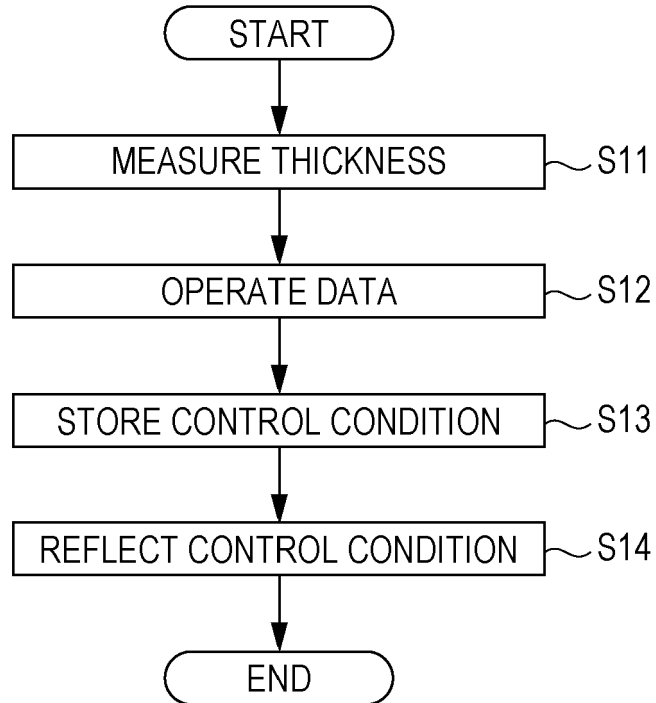 START
MEASURE THICKNESS
S11
OPERATE DATA
S12
STORE CONTROL CONDITION
S13
REFLECT CONTROL CONDITION
S14
END